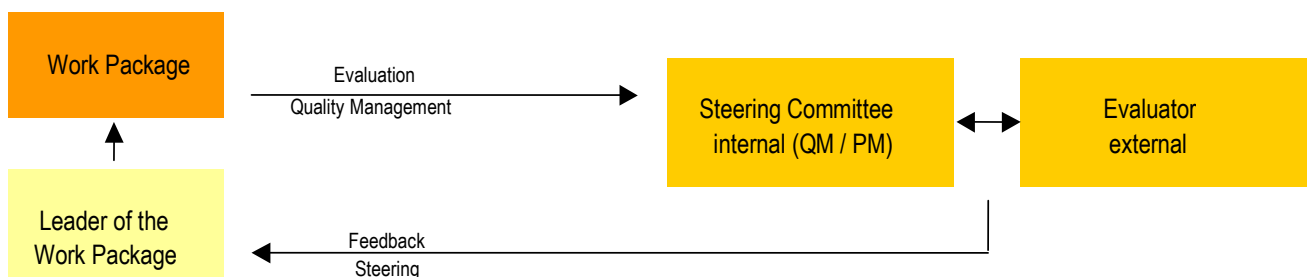 Work Package
Evaluation
Quality Management
Steering Committee
internal (QM / PM)
Evaluator
external
Leader of the
Work Package
Feedback
Steering